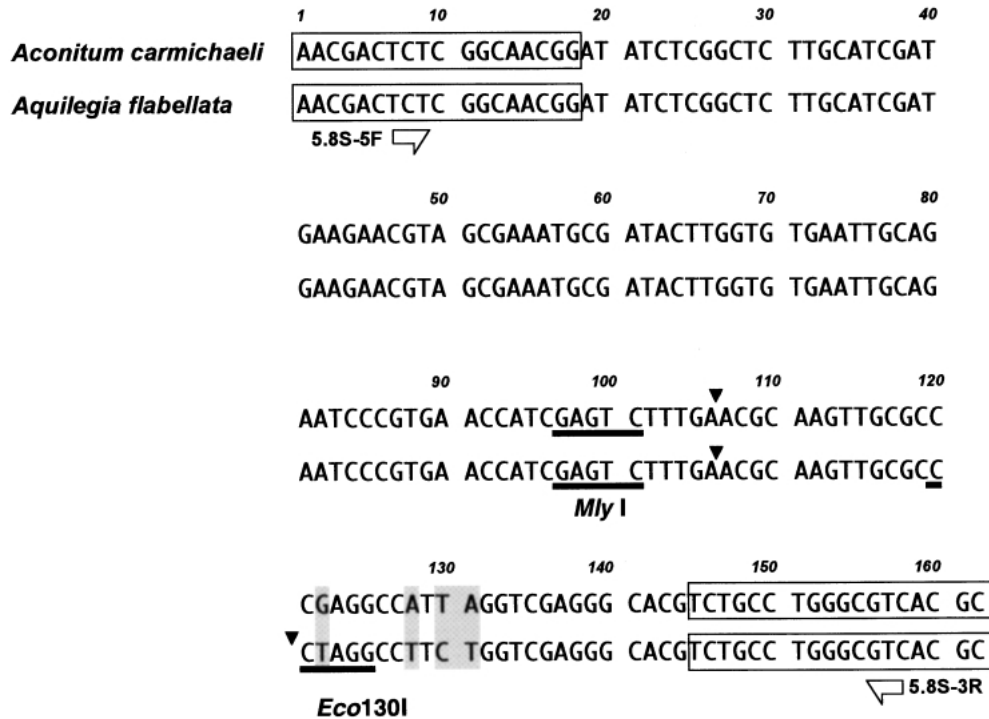 1 10 20 30 40
Aconitum carmichaeli AACGACTCTC GGCAACGGAT ATCTCGGCTC TTGCATCGAT
Aquilegia flabellata AACGACTCTC GGCAACGGAT ATCTCGGCTC TTGCATCGAT
5.8S-5F
50 60 70 80
GAAGAACGTA GCGAAATGCG ATACTTGGTG TGAATTGCAG
GAAGAACGTA GCGAAATGCG ATACTTGGTG TGAATTGCAG
90 100 110 120
AATCCCGTGA ACCATCGAGT CTTTGAACGC AAGTTGCGCC
AATCCCGTGA ACCATCGAGT CTTTGAACGC AAGTTGCGCC
Mly I
130 140 150 160
CGAGGCCATT AGGTCGAGGG CACGTCTGCC TGGGCGTCAC GC
CTAGGCCTTC TGGTCGAGGG CACGTCTGCC TGGGCGTCAC GC
Eco130I
5.8S-3R